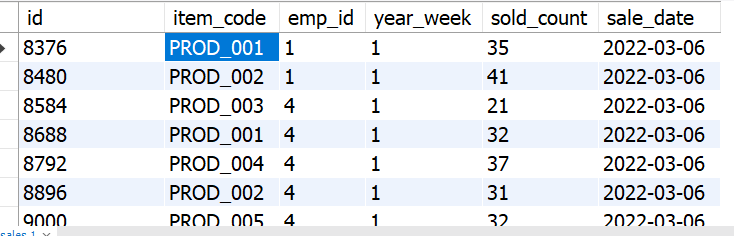 id item_code emp_id year_week sold_count sale_date
8376 PROD_001 1 1 35 2022-03-06
8480 PROD_002 1 1 41 2022-03-06
8584 PROD_003 4 1 21 2022-03-06
8688 PROD_001 4 1 32 2022-03-06
8792 PROD_004 4 1 37 2022-03-06
8896 PROD_002 4 1 31 2022-03-06
9000 PROD_005 4 1 32 2022-03-06
sales 1